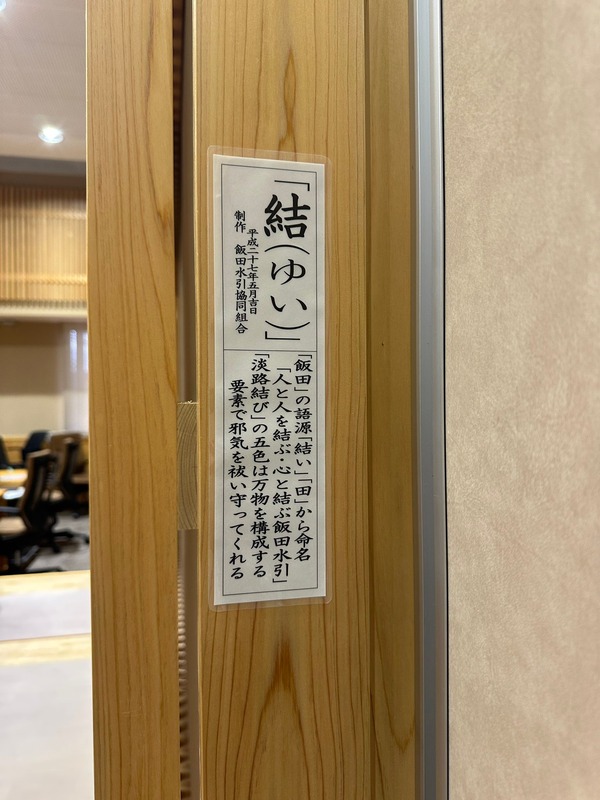 「結(ゆい)」
平成二十七年五月吉日
制作　飯田水引協同組合
「飯田」の語源「結い」「田」から命名
「人と人を結ぶ・心と結ぶ飯田水引」
「淡路結び」の五色は万物を構成する
要素で邪気を祓い守ってくれる